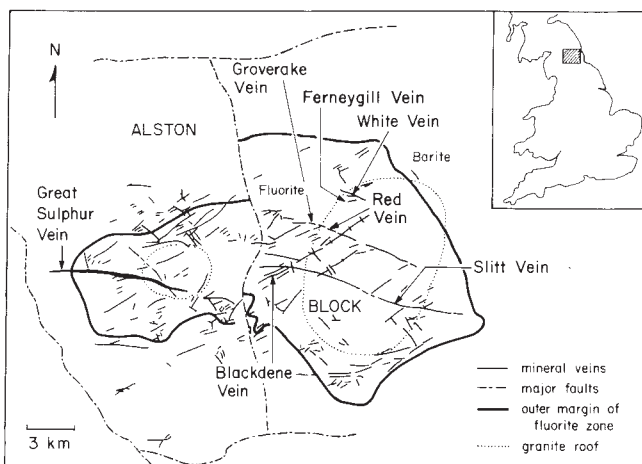 N
Groverake
Vein
Ferneygill Vein
White Vein
ALSTON
Barite
Fluorite
Great
Sulphur
Vein
Red
Vein
Slitt Vein
BLOCK
Blackdene
Vein
3 km
mineral veins
major faults
outer margin of
fluorite zone
granite roof